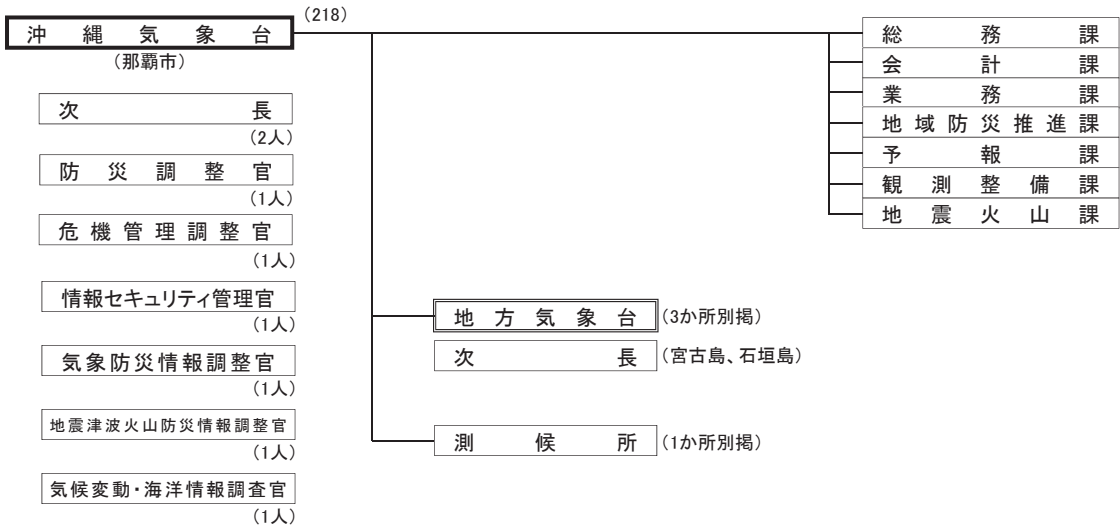 沖縄気象台
(218)
(那覇市)
次長
(2人)
防災調整官
(1人)
危機管理調整官
(1人)
情報セキュリティ管理官
(1人)
気象防災情報調整官
(1人)
地震津波火山防災情報調整官
(1人)
気候変動・海洋情報調査官
(1人)
総務課
会計課
業務課
地域防災推進課
予報課
観測整備課
地震火山課
地方気象台 (3か所別掲)
次長 (宮古島、石垣島)
測候所 (1か所別掲)